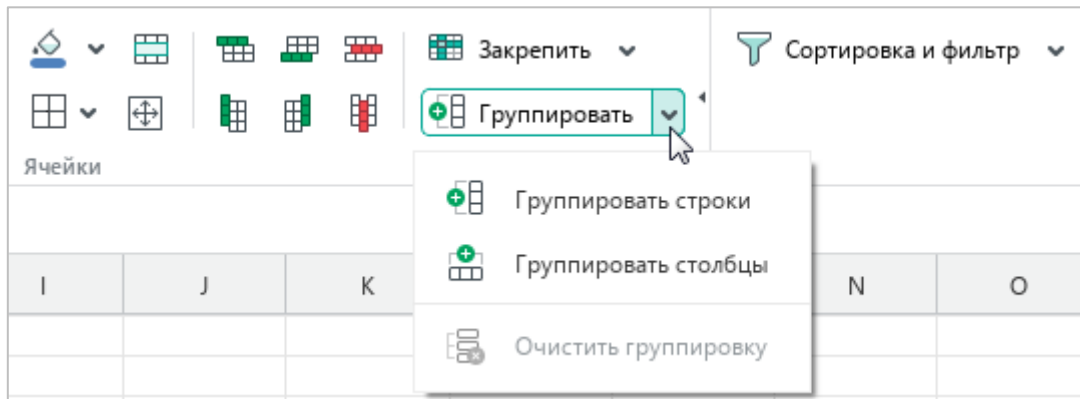 Закрепить
Сортировка и фильтр
Группировать
Ячейки
Группировать строки
Группировать столбцы
I J K N O
Очистить группировку